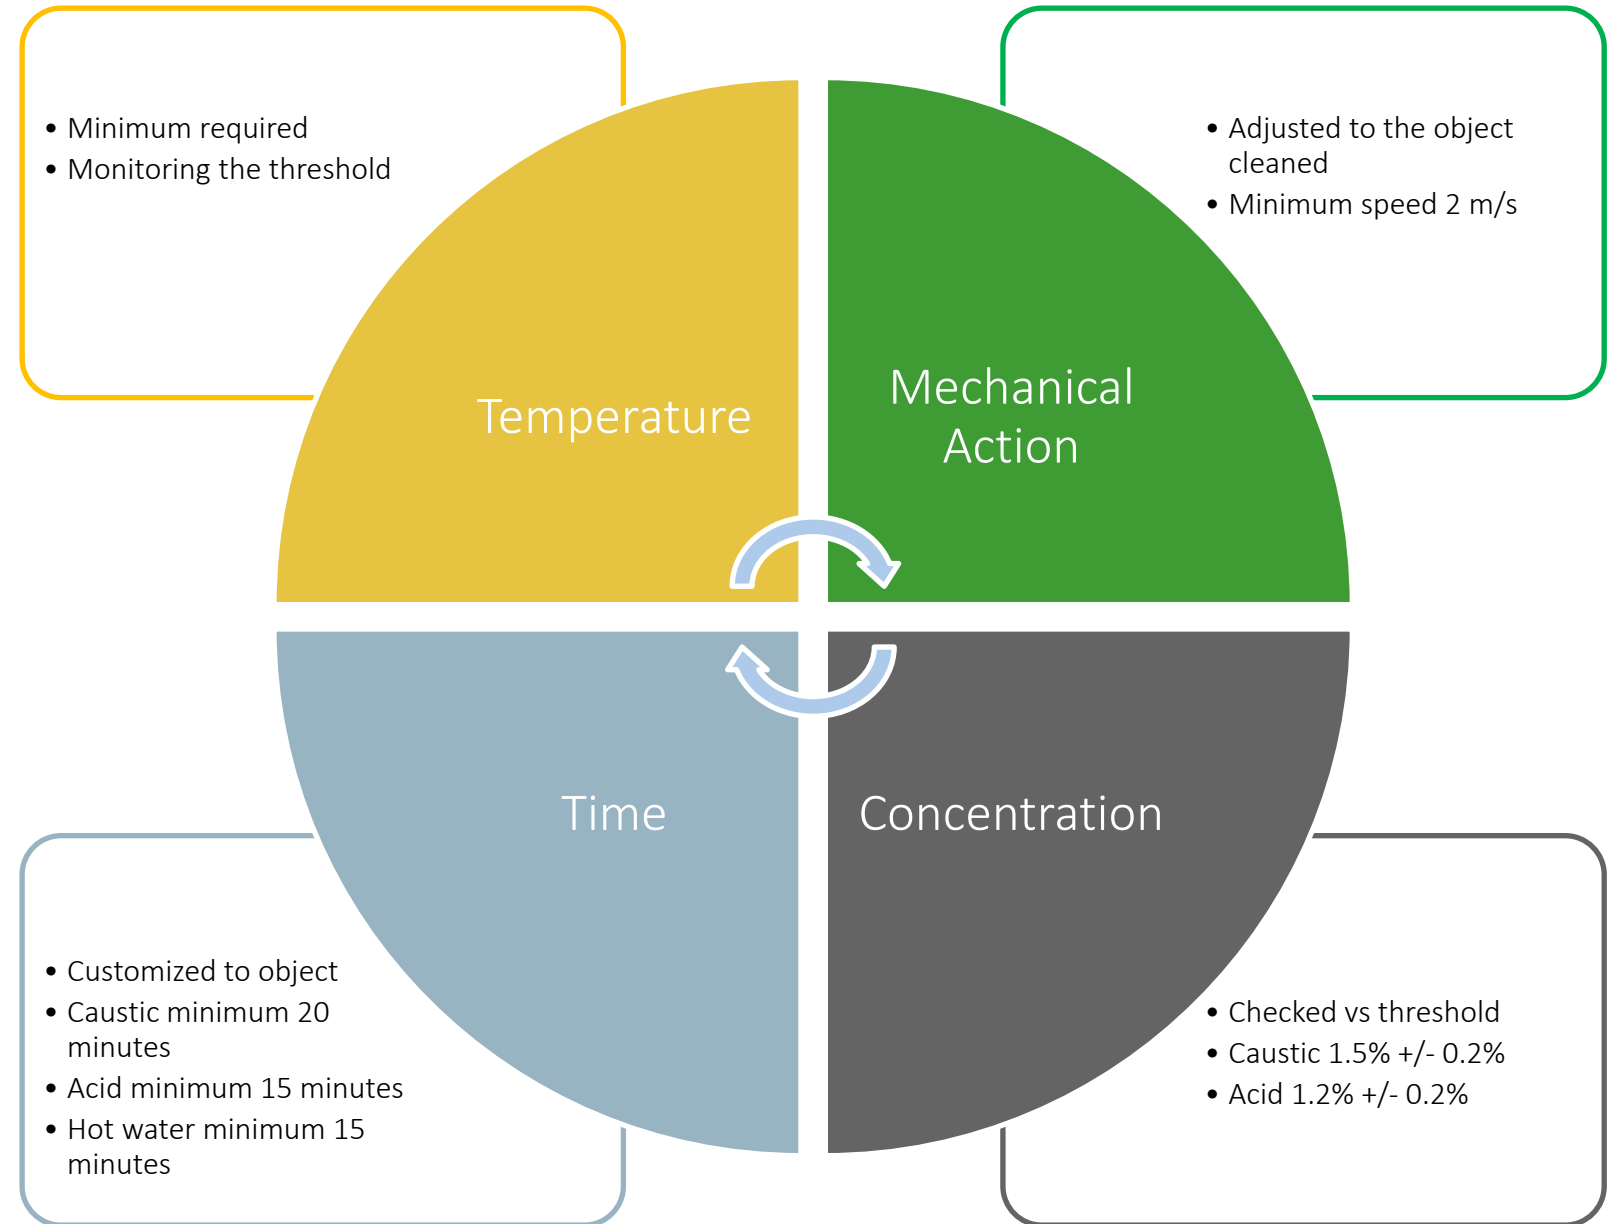 • Minimum required
• Monitoring the threshold
• Adjusted to the object
cleaned
• Minimum speed 2 m/s
Temperature
Mechanical
Action
Time
Concentration
• Customized to object
• Caustic minimum 20
minutes
• Acid minimum 15 minutes
• Hot water minimum 15
minutes
• Checked vs threshold
• Caustic 1.5% +/- 0.2%
• Acid 1.2% +/- 0.2%